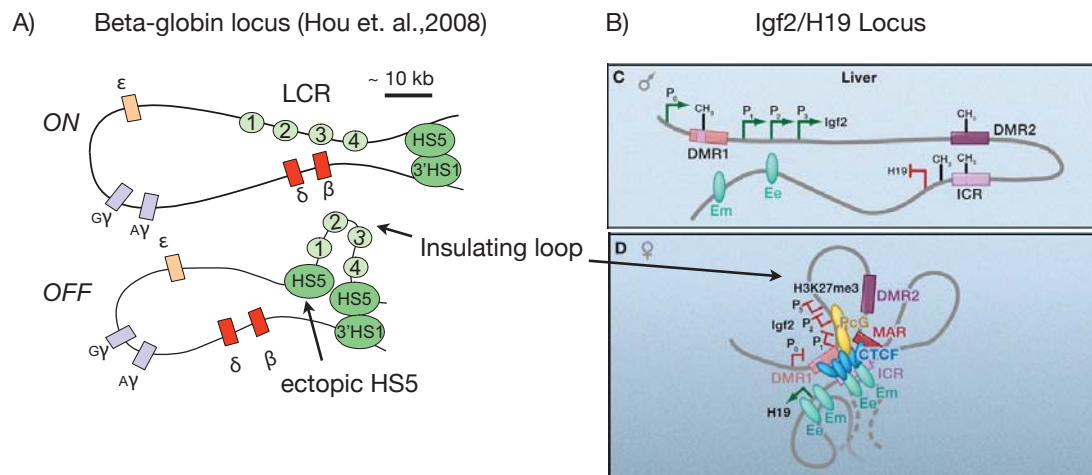 A) Beta-globin locus (Hou et. al.,2008)
ε
LCR
~ 10 kb
ON
1 2 3 4
HS5
3'HS1
δ β
Gγ Aγ
OFF
ε
1 2 3 4
HS5
HS5
3'HS1
Gγ Aγ
δ β
Insulating loop
ectopic HS5
B) Igf2/H19 Locus
C ♂ Liver
P0 CH3 P1 P2 P3 Igf2
DMR1
CH3 DMR2
H19 CH3 CH3
ICR
Em Ee
D ♀
H3K27me3
DMR2
P3 PcG
Igf2 P2 MAR
P1
P0 CTCF
DMR1 ICR
Em
H19 Ee
Em
Ee